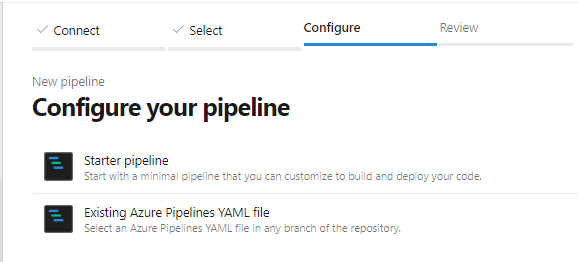 Connect
Select
Configure
Review
New pipeline
Configure your pipeline
Starter pipeline
Start with a minimal pipeline that you can customize to build and deploy your code.
Existing Azure Pipelines YAML file
Select an Azure Pipelines YAML file in any branch of the repository.